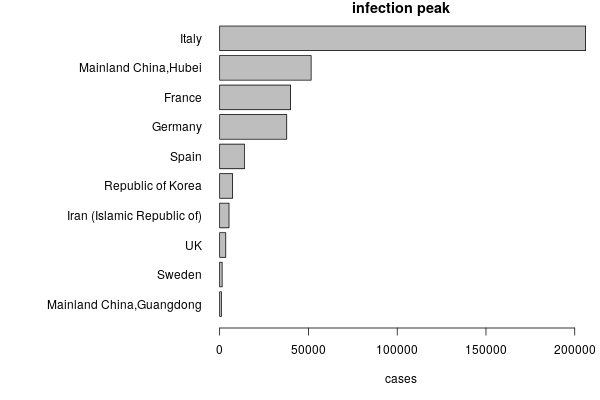 infection peak
Italy
Mainland China,Hubei
France
Germany
Spain
Republic of Korea
Iran (Islamic Republic of)
UK
Sweden
Mainland China,Guangdong
0 50000 100000 150000 200000
cases